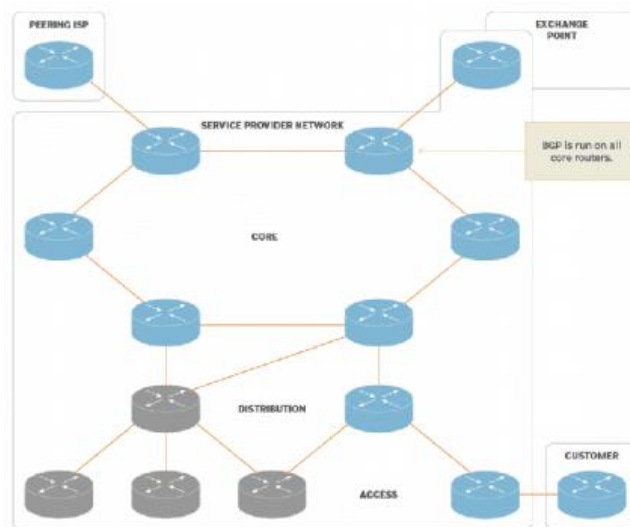 PEERING ISP
EXCHANGE
POINT
SERVICE PROVIDER NETWORK
BGP is run on all
core routers.
CORE
DISTRIBUTION
ACCESS
CUSTOMER